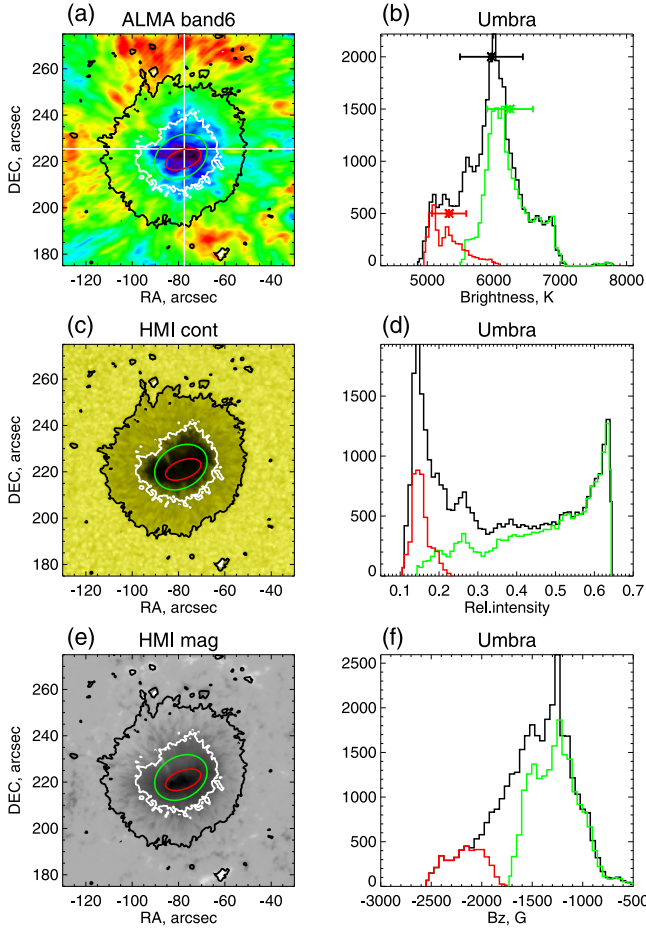 (a) ALMA band6
DEC, arcsec
260
240
220
200
180
-120 -100 -80 -60 -40
RA, arcsec
(b) Umbra
2000
1500
1000
500
0
5000 6000 7000 8000
Brightness, K
(c) HMI cont
DEC, arcsec
260
240
220
200
180
-120 -100 -80 -60 -40
RA, arcsec
(d) Umbra
1500
1000
500
0
0.1 0.2 0.3 0.4 0.5 0.6 0.7
Rel.intensity
(e) HMI mag
DEC, arcsec
260
240
220
200
180
-120 -100 -80 -60 -40
RA, arcsec
(f) Umbra
2500
2000
1500
1000
500
0
-3000 -2500 -2000 -1500 -1000 -500
Bz, G